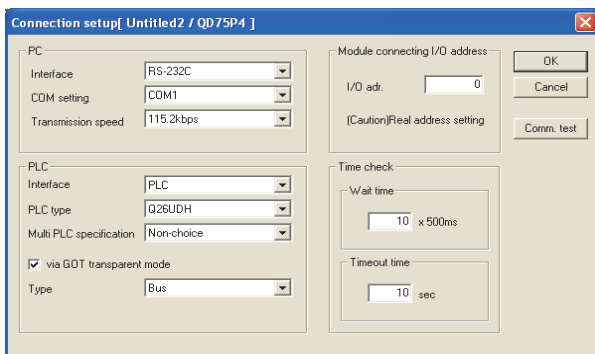 Connection setup[ Untitled2 / QD75P4 ]
PC
Interface RS-232C
COM setting COM1
Transmission speed 115.2kbps
PLC
Interface PLC
PLC type Q26UDH
Multi PLC specification Non-choice
via GOT transparent mode
Type Bus
Module connecting I/O address
I/O adr. 0
(Caution)Real address setting
Time check
Wait time
10 x 500ms
Timeout time
10 sec
OK
Cancel
Comm. test